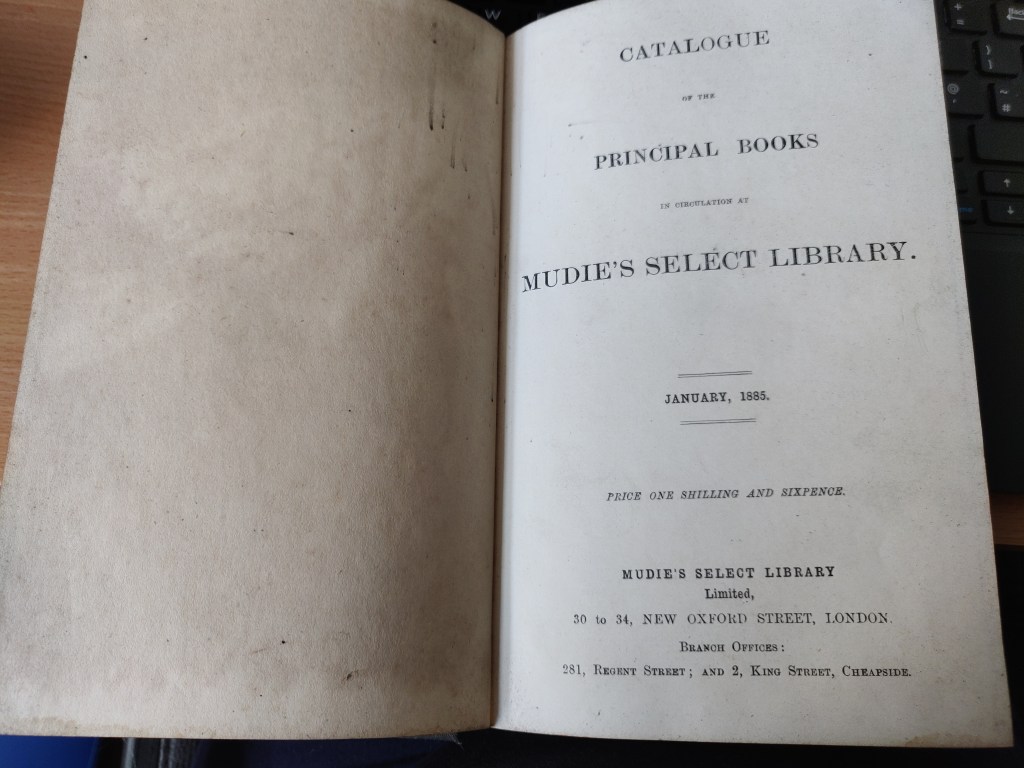 CATALOGUE
OF THE
PRINCIPAL BOOKS
IN CIRCULATION AT
MUDIE'S SELECT LIBRARY.
JANUARY, 1885.
PRICE ONE SHILLING AND SIXPENCE.
MUDIE'S SELECT LIBRARY
Limited,
30 to 34, NEW OXFORD STREET, LONDON.
BRANCH OFFICES:
281, REGENT STREET; AND 2, KING STREET, CHEAPSIDE.